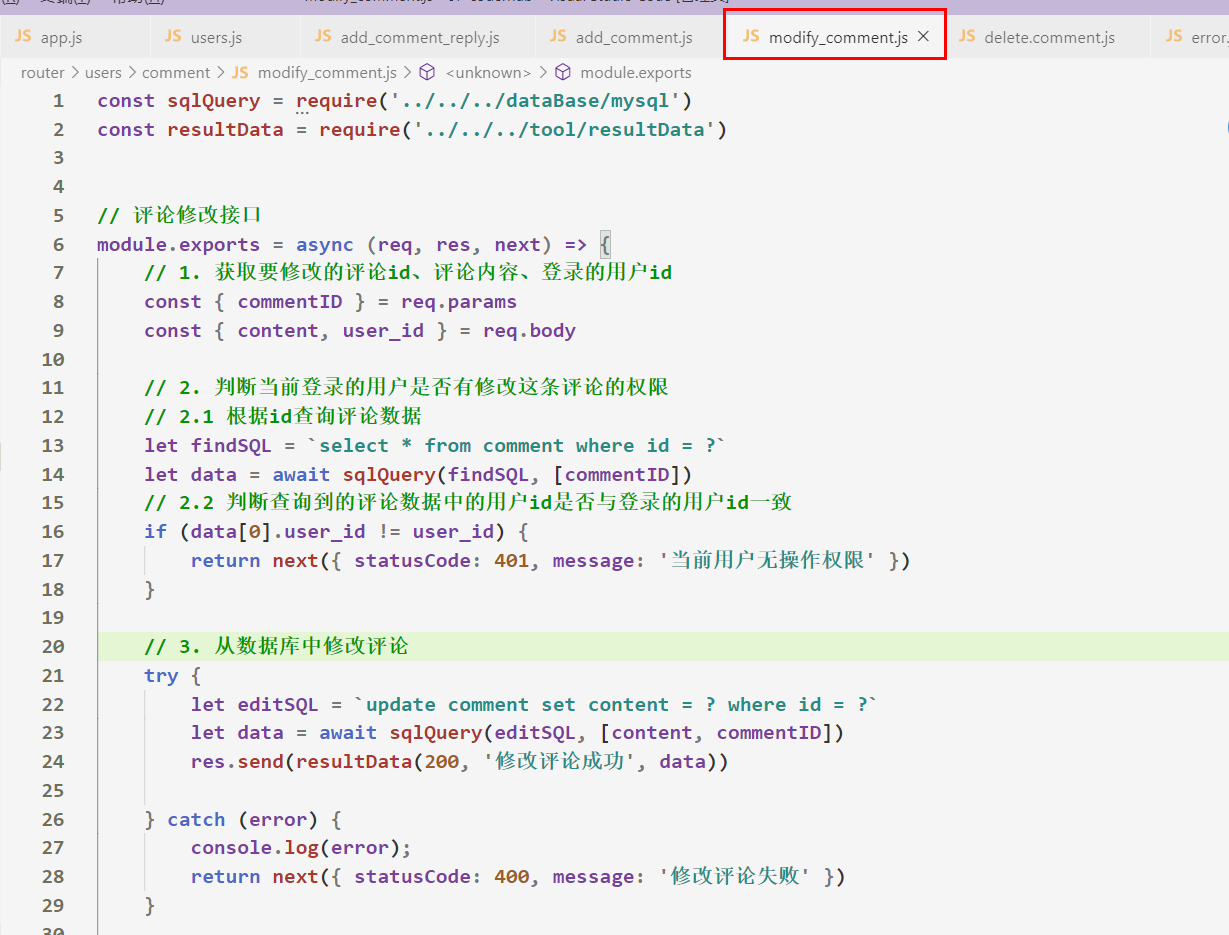 JS app.js JS users.js JS add_comment_reply.js JS add_comment.js JS modify_comment.js × JS delete.comment.js JS error.
router > users > comment > JS modify_comment.js > <unknown> > module.exports
1 const sqlQuery = require('../../../dataBase/mysql')
2 const resultData = require('../../../tool/resultData')
3
4
5 // 评论修改接口
6 module.exports = async (req, res, next) => {
7 // 1. 获取要修改的评论id、评论内容、登录的用户id
8 const { commentID } = req.params
9 const { content, user_id } = req.body
10
11 // 2. 判断当前登录的用户是否有修改这条评论的权限
12 // 2.1 根据id查询评论数据
13 let findSQL = `select * from comment where id = ?`
14 let data = await sqlQuery(findSQL, [commentID])
15 // 2.2 判断查询到的评论数据中的用户id是否与登录的用户id一致
16 if (data[0].user_id != user_id) {
17 return next({ statusCode: 401, message: '当前用户无操作权限' })
18 }
19
20 // 3. 从数据库中修改评论
21 try {
22 let editSQL = `update comment set content = ? where id = ?`
23 let data = await sqlQuery(editSQL, [content, commentID])
24 res.send(resultData(200, '修改评论成功', data))
25
26 } catch (error) {
27 console.log(error);
28 return next({ statusCode: 400, message: '修改评论失败' })
29 }
30